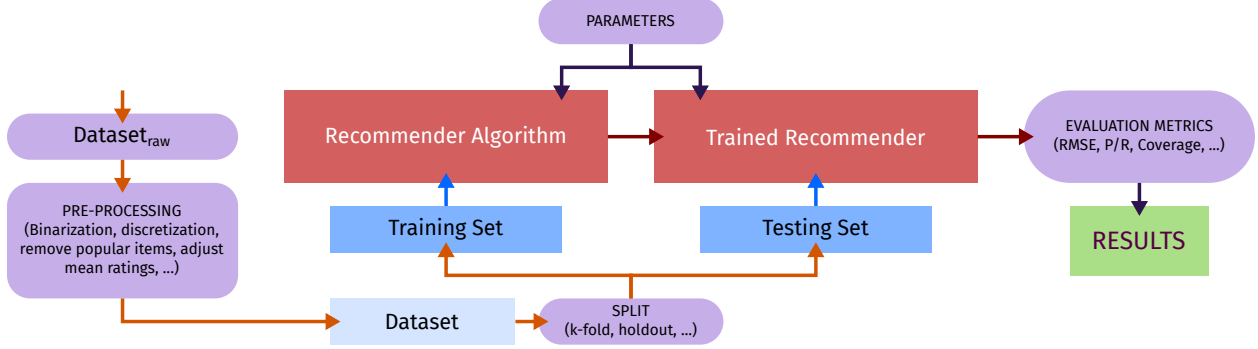 PARAMETERS
Dataset_raw
Recommender Algorithm
Trained Recommender
EVALUATION METRICS
(RMSE, P/R, Coverage, ...)
PRE-PROCESSING
(Binarization, discretization,
remove popular items, adjust
mean ratings, ...)
Training Set
Testing Set
RESULTS
Dataset
SPLIT
(k-fold, holdout, ...)